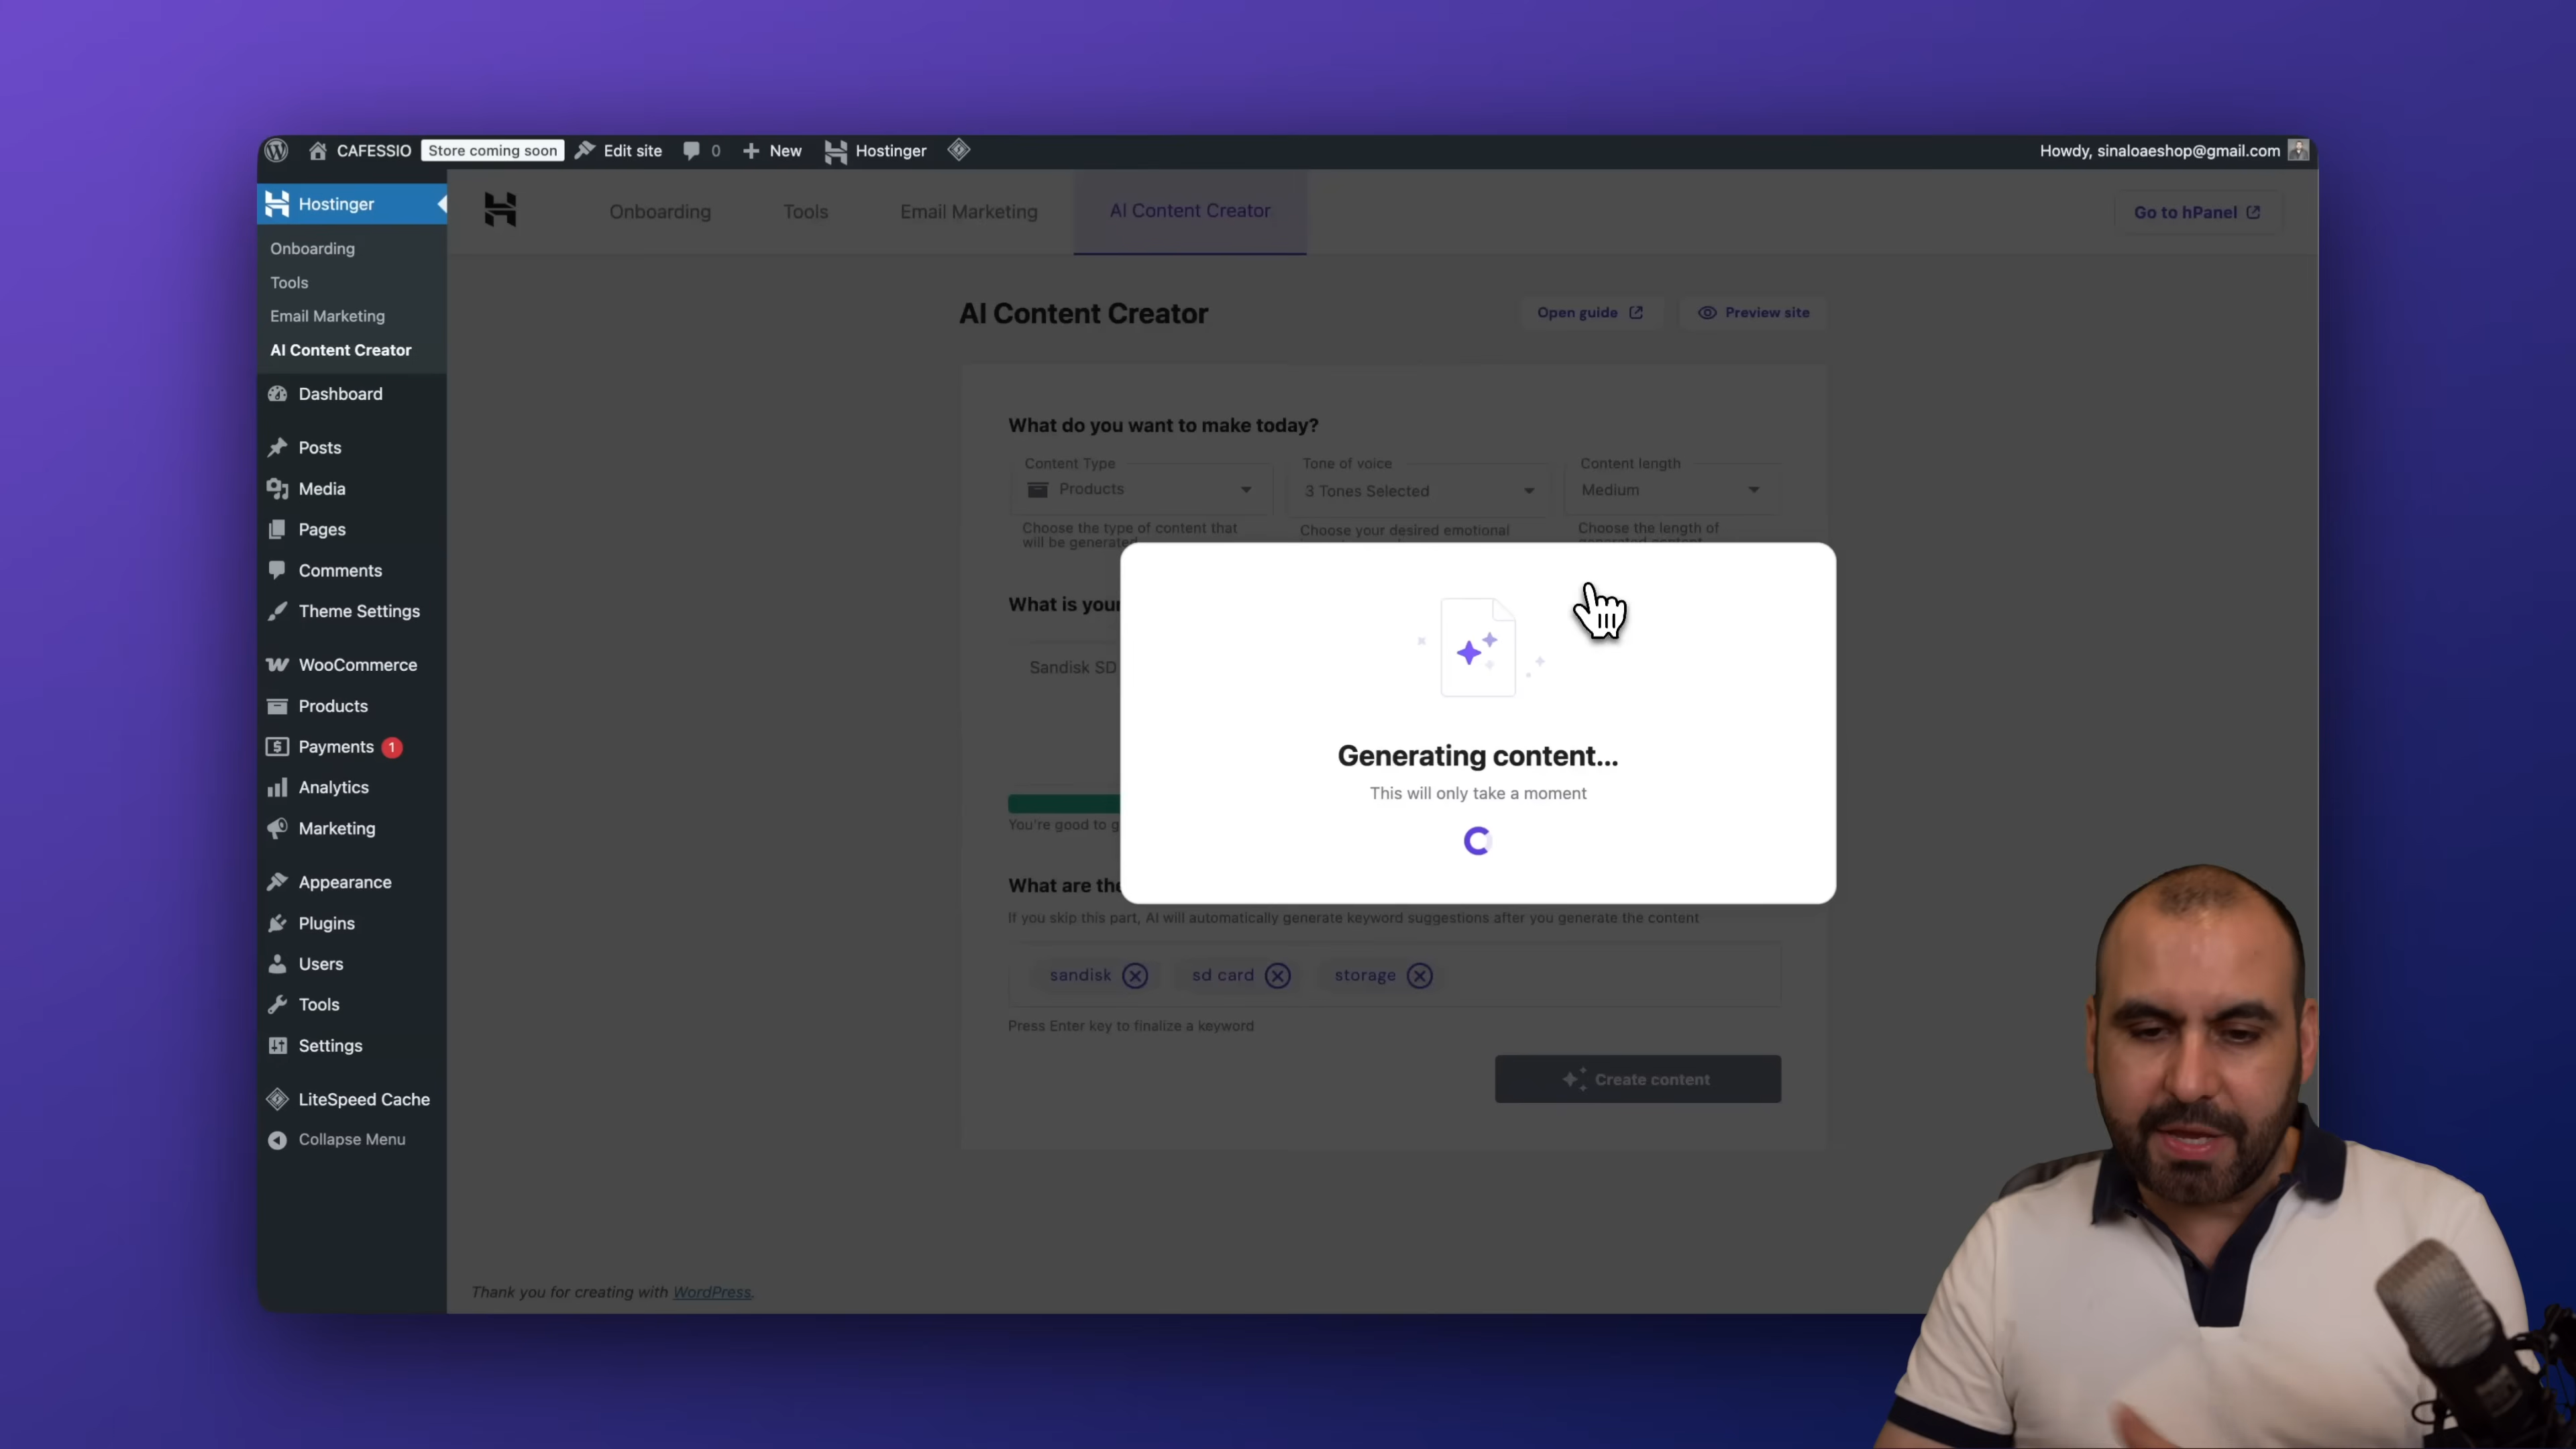 CAFESSIO Store coming soon Edit site 0 New Hostinger Howdy, sinaloaeshop@gmail.com
Hostinger
Onboarding
Tools
Email Marketing
AI Content Creator
Dashboard
Posts
Media
Pages
Comments
Theme Settings
WooCommerce
Products
Payments 1
Analytics
Marketing
Appearance
Plugins
Users
Tools
Settings
LiteSpeed Cache
Collapse Menu
Onboarding Tools Email Marketing AI Content Creator Go to hPanel
AI Content Creator Open guide Preview site
What do you want to make today?
Content Type Tone of voice Content length
Products 3 Tones Selected Medium
Choose the type of content that Choose your desired emotional Choose the length of
will be generated generated content
What is your
Sandisk SD
Generating content...
This will only take a moment
You're good to g
What are the
If you skip this part, AI will automatically generate keyword suggestions after you generate the content
sandisk sd card storage
Press Enter key to finalize a keyword
Create content
Thank you for creating with WordPress.